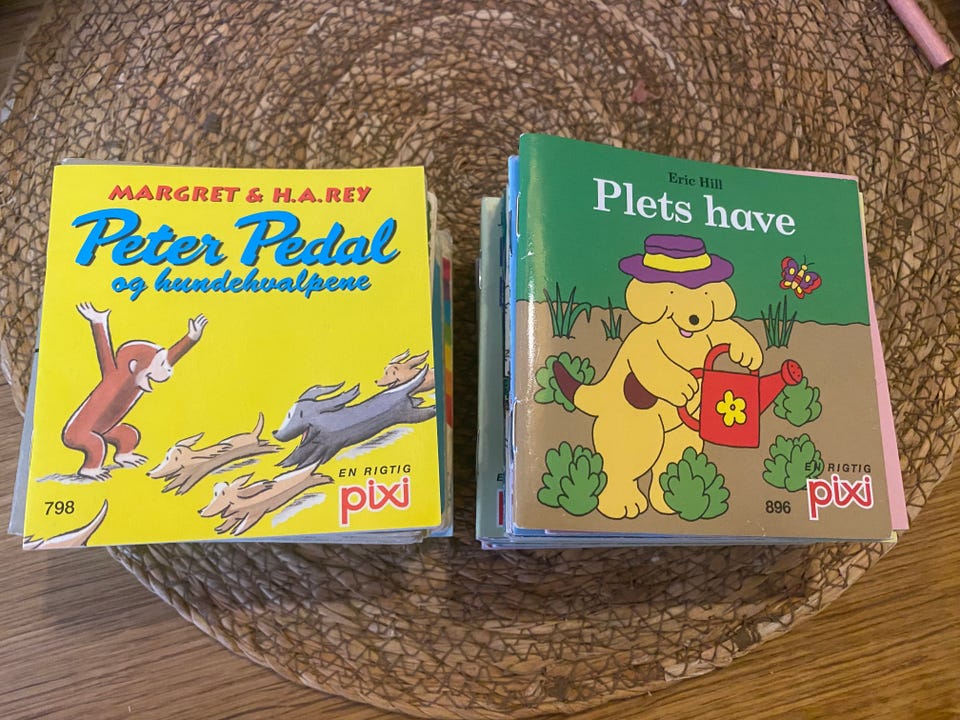 MARGRET & H.A.REY
Peter Pedal
og hundehvalpene
EN RIGTIG
pixi
798
Eric Hill
Plets have
EN RIGTIG
pixi
896